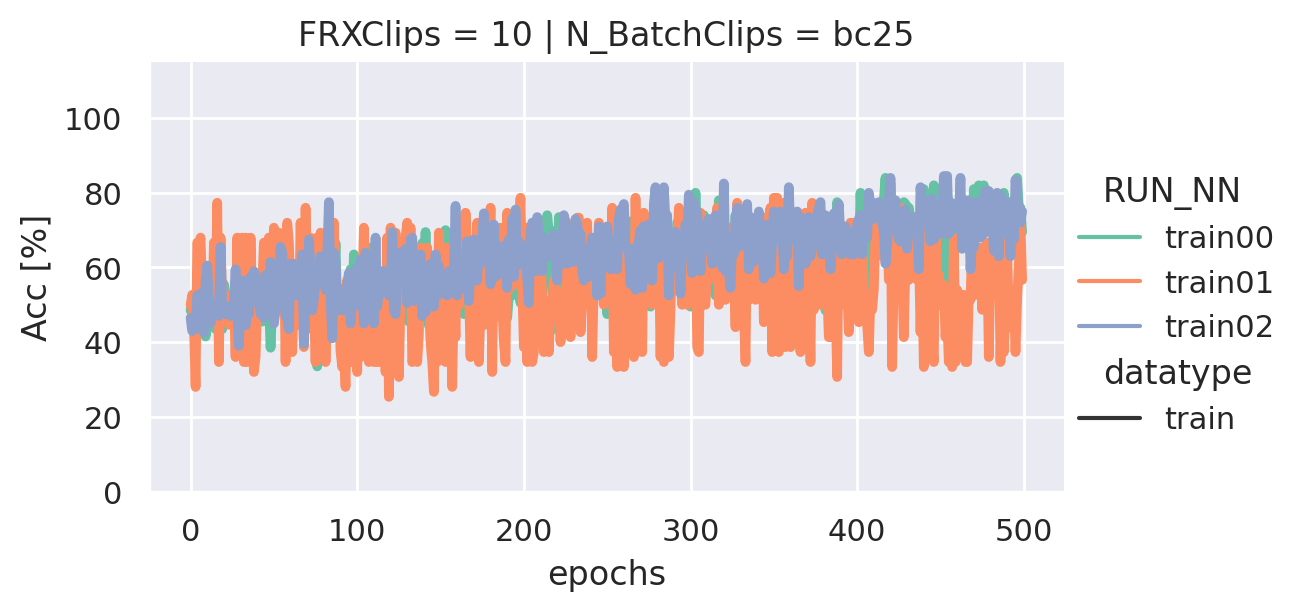 FRXClips = 10 | N_BatchClips = bc25
Acc [%]
100
80
60
40
20
0
0 100 200 300 400 500
epochs
RUN_NN
train00
train01
train02
datatype
train